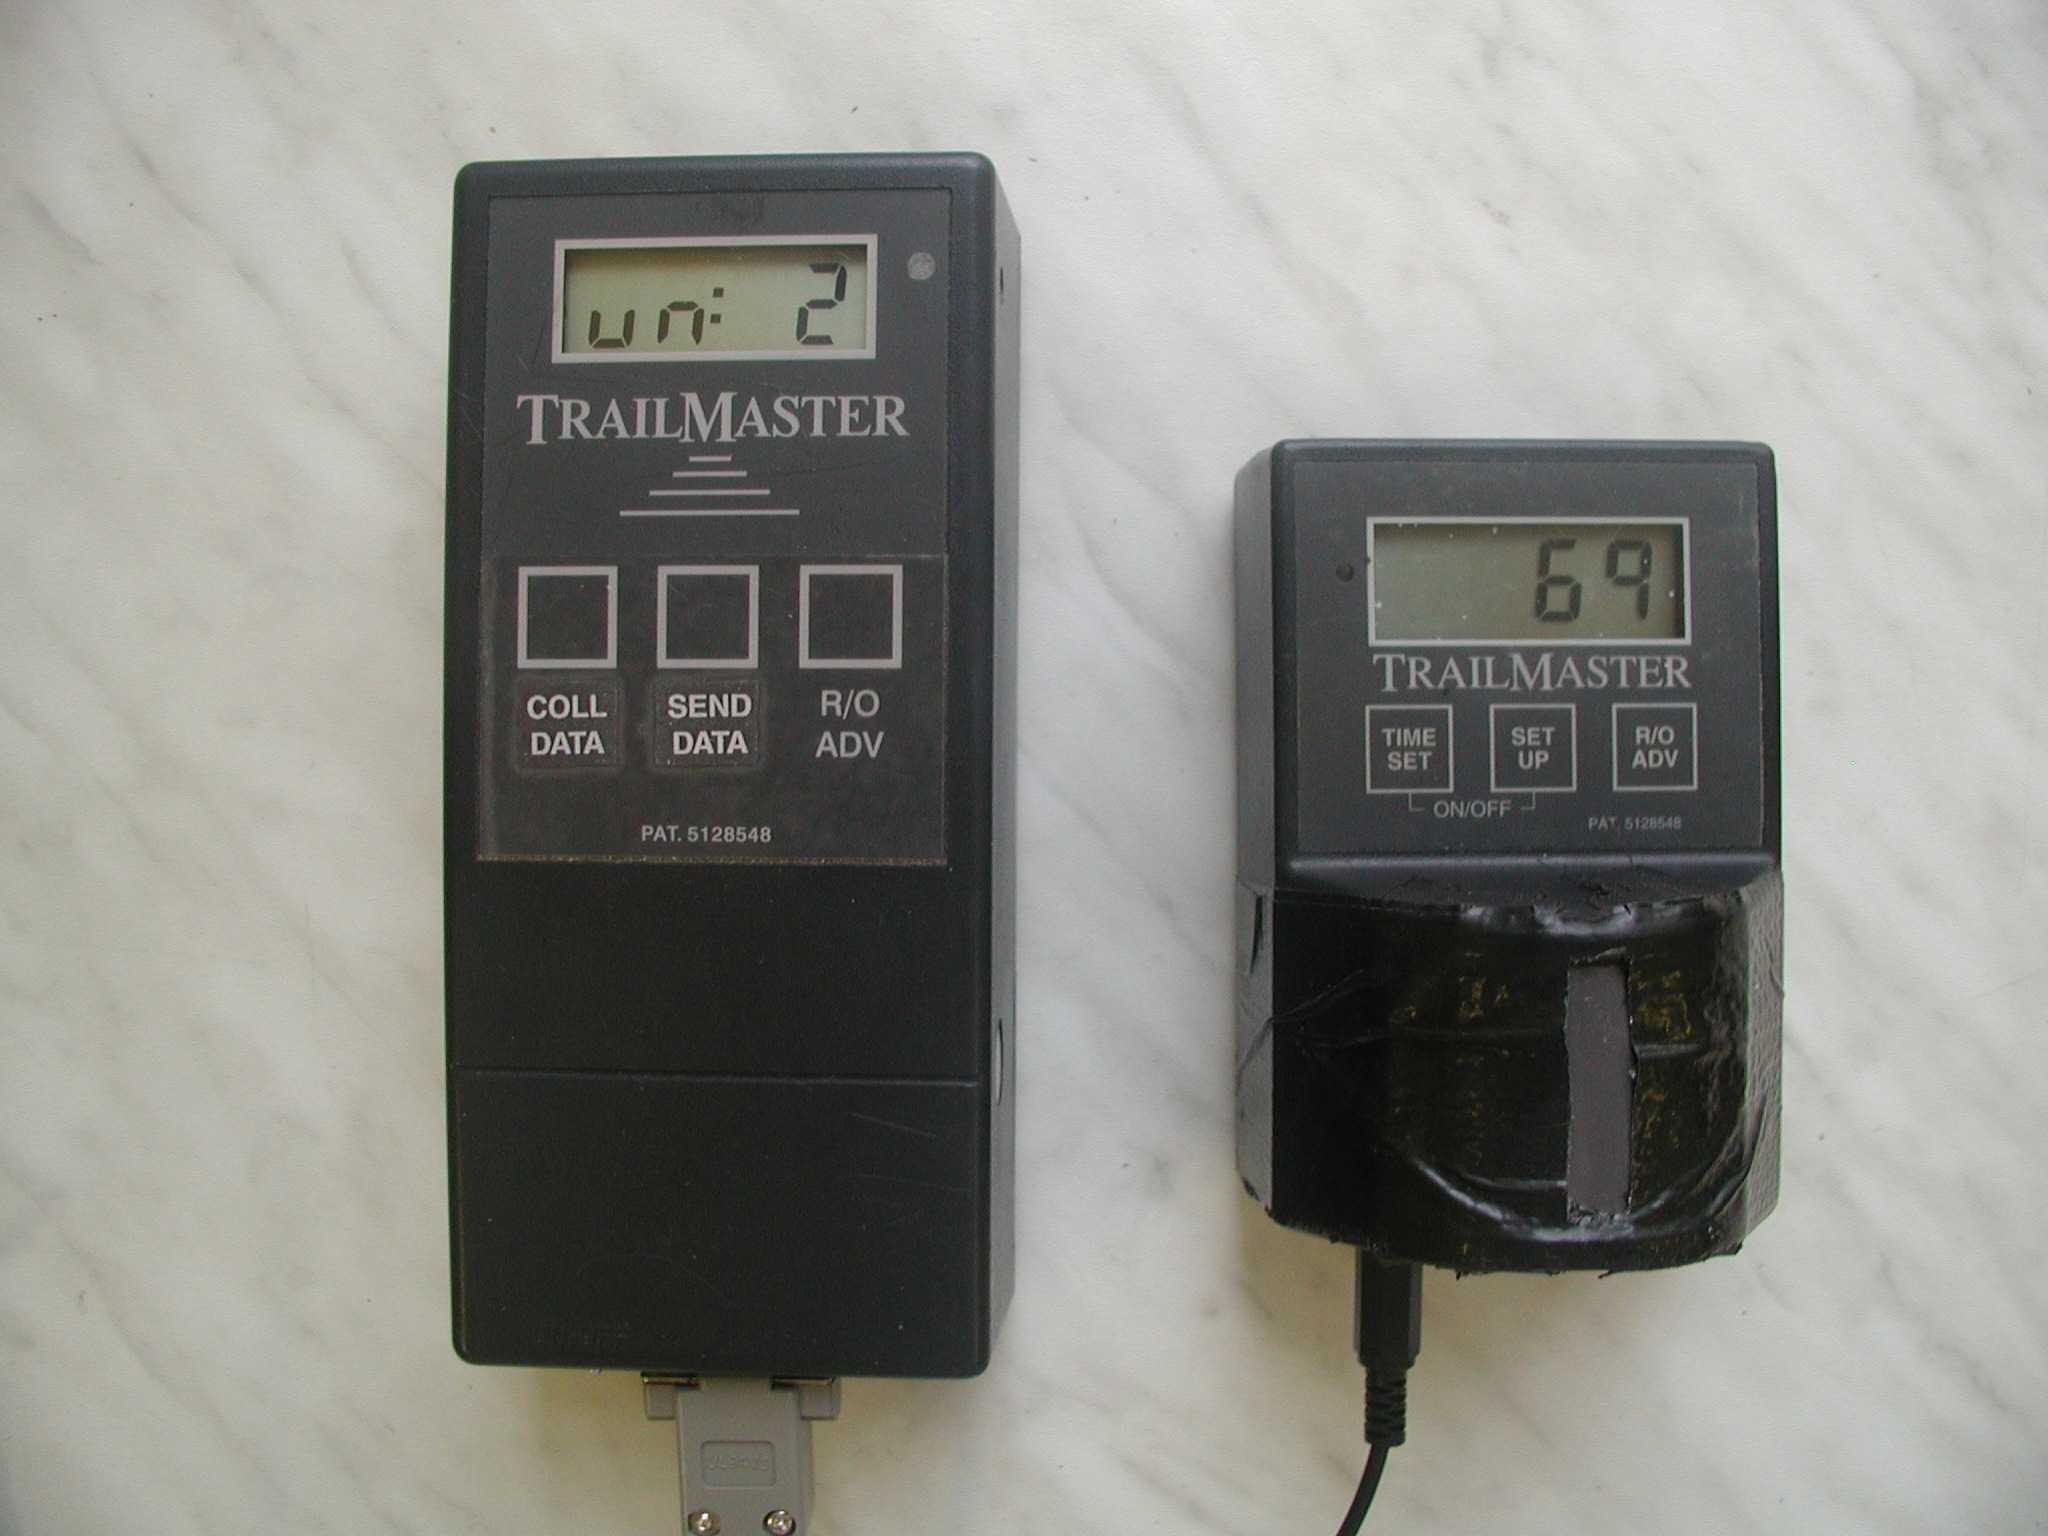 un: 2
TRAILMASTER
COLL
DATA
SEND
DATA
R/O
ADV
PAT. 5128548
69
TRAILMASTER
TIME
SET
SET
UP
R/O
ADV
ON/OFF
PAT. 5128548